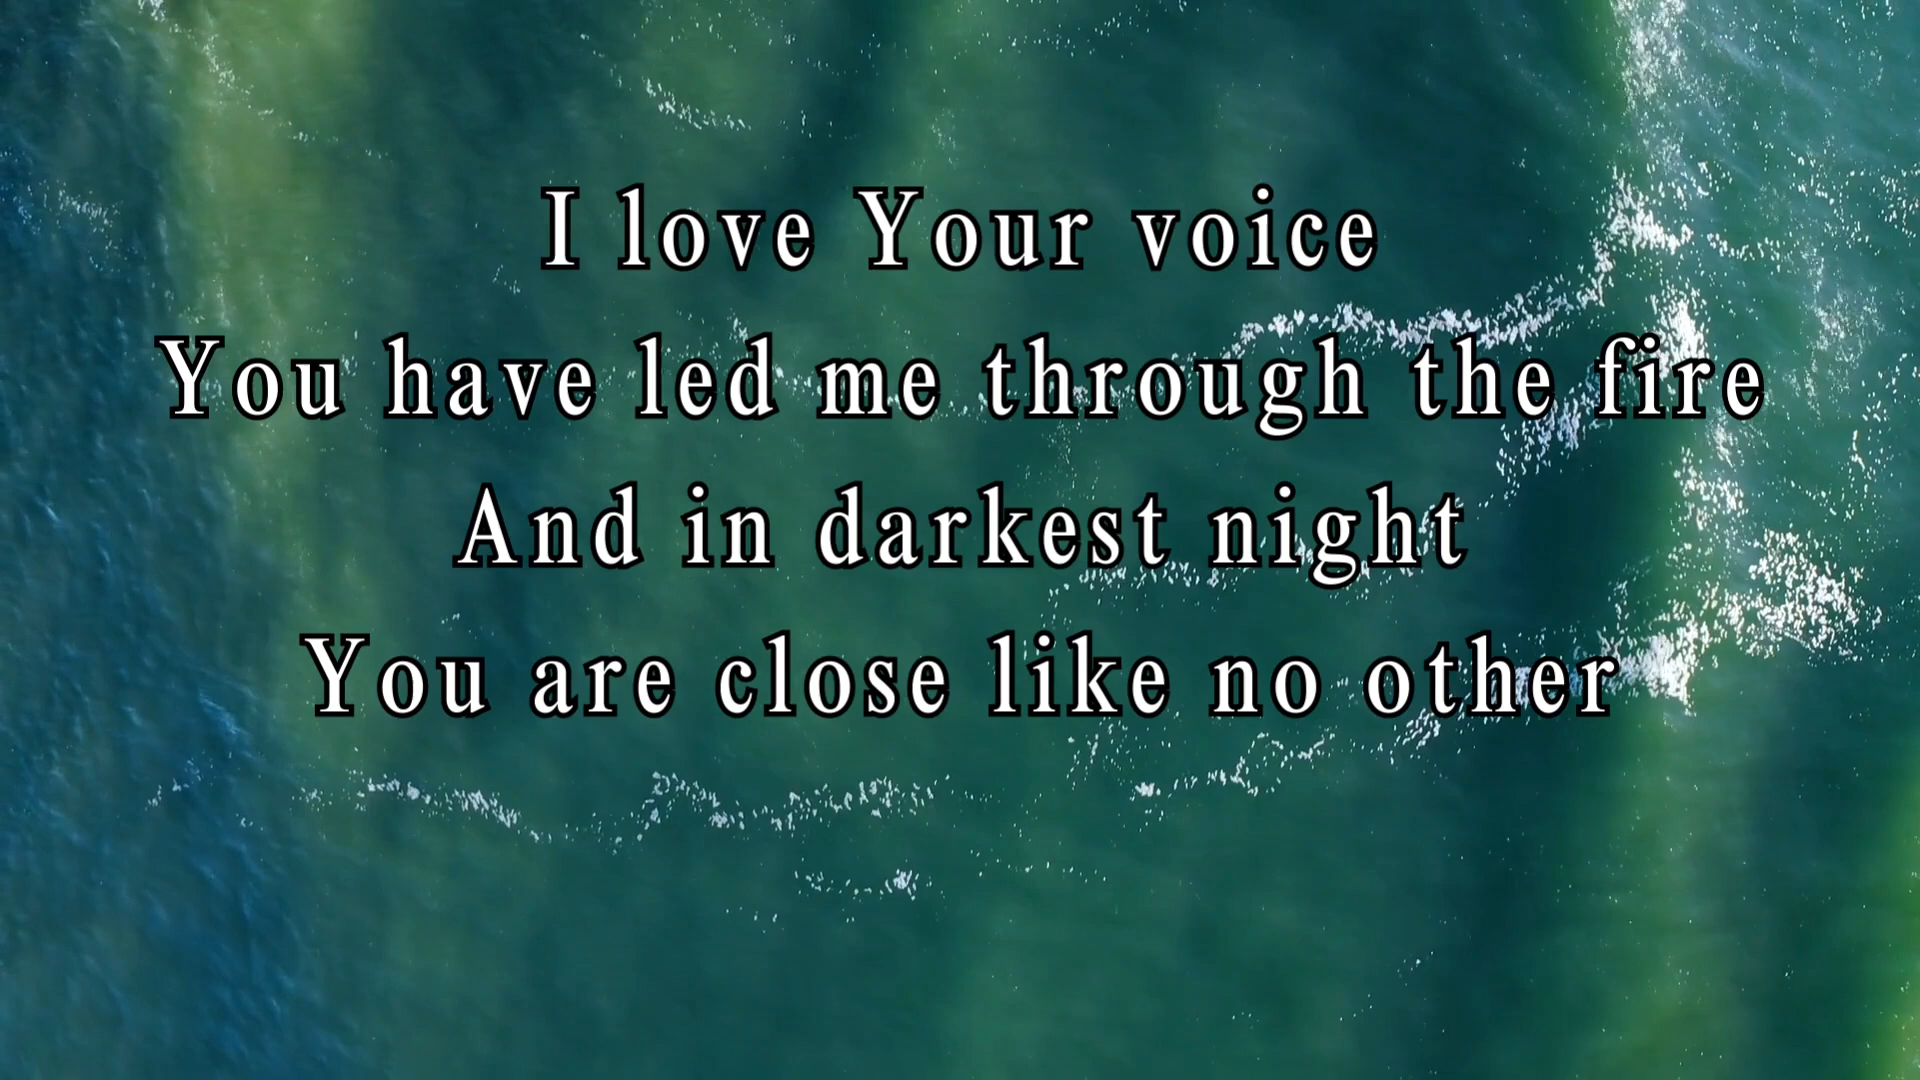 I love Your voice
You have led me through the fire
And in darkest night
You are close like no other